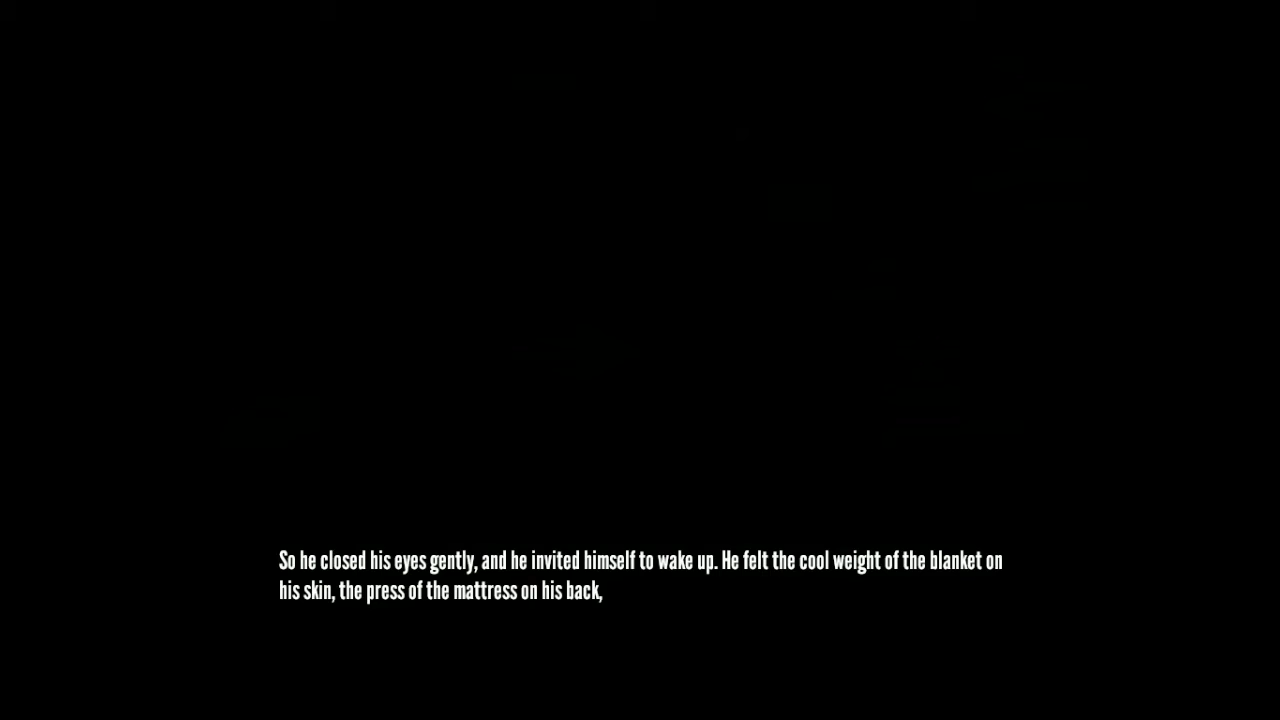 So he closed his eyes gently, and he invited himself to wake up. He felt the cool weight of the blanket on
his skin, the press of the mattress on his back,